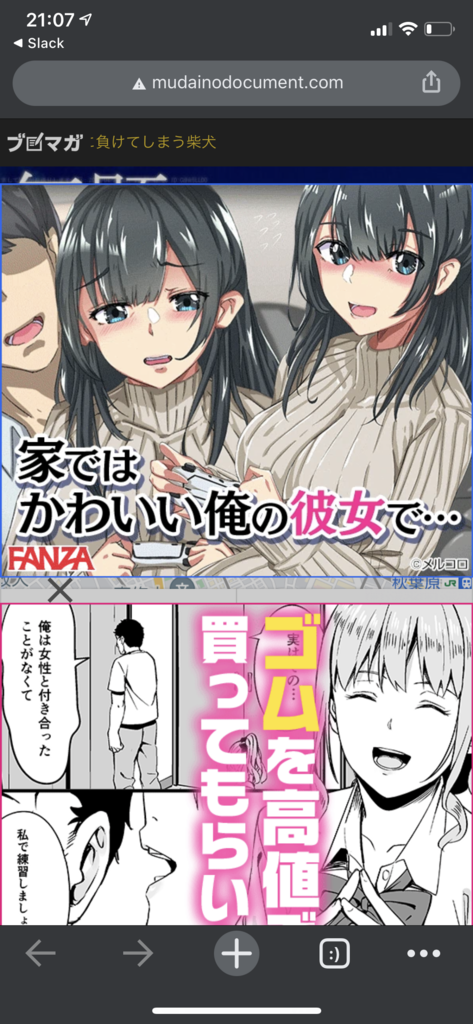 21:07
◀ Slack
mudainodocument.com
ブロマガ :負けてしまう柴犬
家では
かわいい俺の彼女で…
FANZA
©メルコロ
秋葉原 JR
俺は女性と付き合った
ことがなくて
実は
の…
ゴムを高値で
買ってもらい
私で練習しましょ